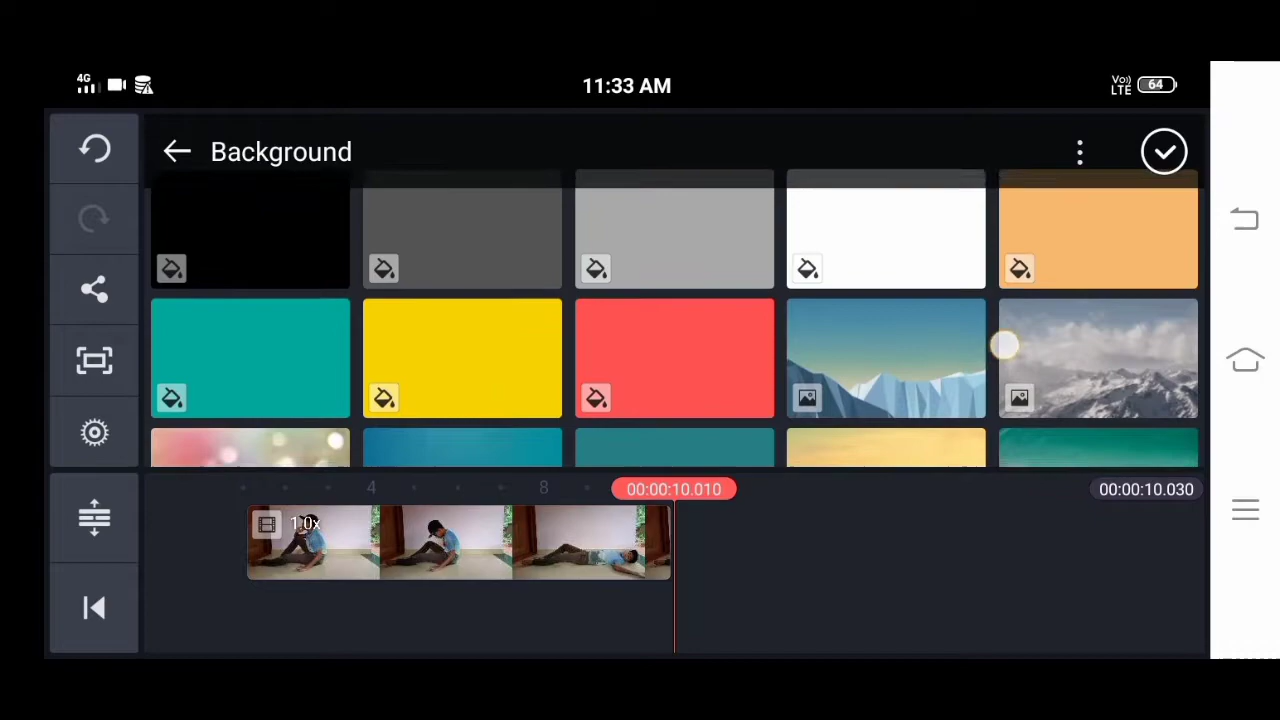 4G
11:33 AM
Vo)) LTE
64
Background
4
8
00:00:10.010
00:00:10.030
1.0x